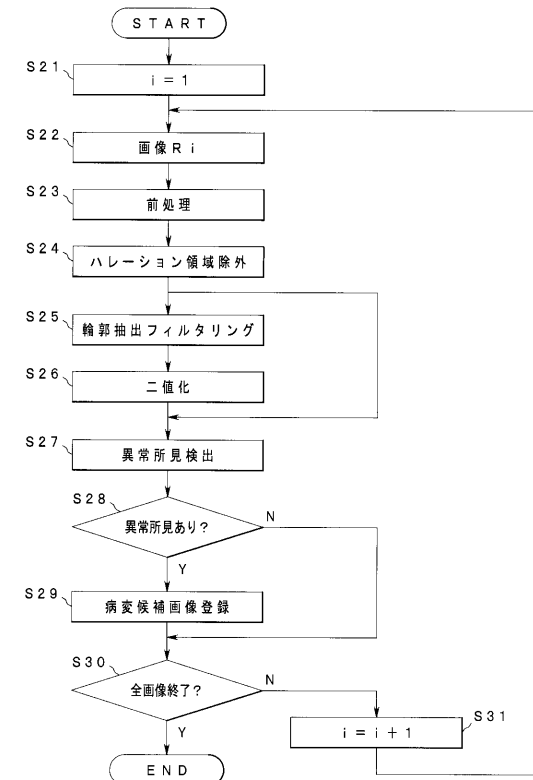 START
S21
i = 1
S22
画像Ri
S23
前処理
S24
ハレーション領域除外
S25
輪郭抽出フィルタリング
S26
二値化
S27
異常所見検出
S28
異常所見あり?
N
Y
S29
病変候補画像登録
S30
全画像終了?
N
Y
S31
i = i + 1
END